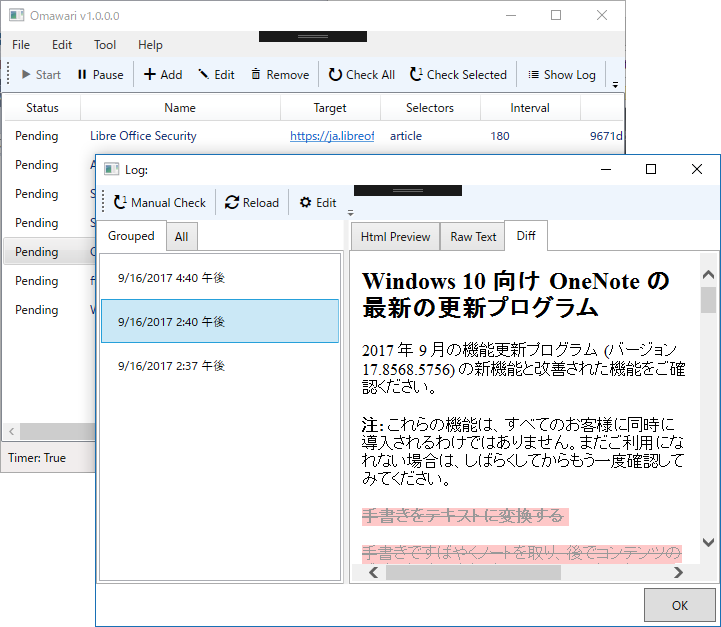 Omawari v1.0.0.0
File Edit Tool Help
Start Pause Add Edit Remove Check All Check Selected Show Log
Status Name Target Selectors Interval
Pending Libre Office Security https://ja.libreof article 180 9671d
Pending
Pending
Pending
Pending
Pending
Pending
Timer: True
Log:
Manual Check Reload Edit
Grouped All
9/16/2017 4:40 午後
9/16/2017 2:40 午後
9/16/2017 2:37 午後
Html Preview Raw Text Diff
Windows 10 向け OneNote の
最新の更新プログラム
2017 年 9 月の機能更新プログラム (バージョン
17.8568.5756) の新機能と改善された機能をご確
認ください。
注: これらの機能は、すべてのお客様に同時に
導入されるわけではありません。まだご利用にな
れない場合は、しばらくしてからもう一度確認して
みてください。
手書きをテキストに変換する
手書きですばやくノートを取り、後でコンテンツの
OK